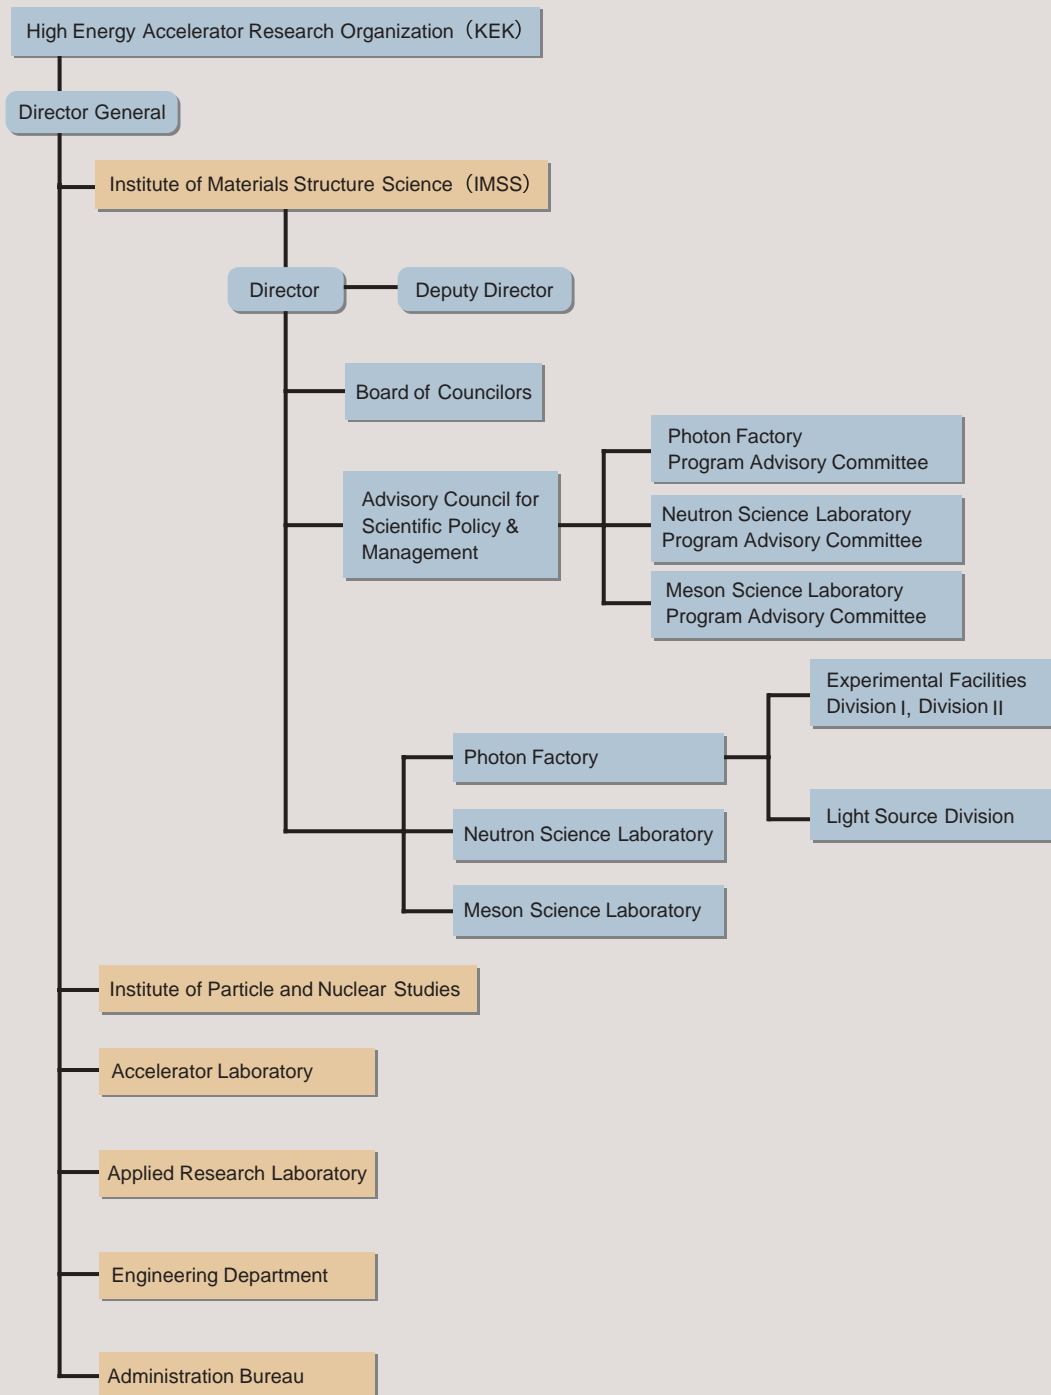 High Energy Accelerator Research Organization（KEK）
Director General
Institute of Materials Structure Science（IMSS）
Director
Deputy Director
Board of Councilors
Advisory Council for
Scientific Policy &
Management
Photon Factory
Program Advisory Committee
Neutron Science Laboratory
Program Advisory Committee
Meson Science Laboratory
Program Advisory Committee
Experimental Facilities
Division I, Division II
Photon Factory
Light Source Division
Neutron Science Laboratory
Meson Science Laboratory
Institute of Particle and Nuclear Studies
Accelerator Laboratory
Applied Research Laboratory
Engineering Department
Administration Bureau